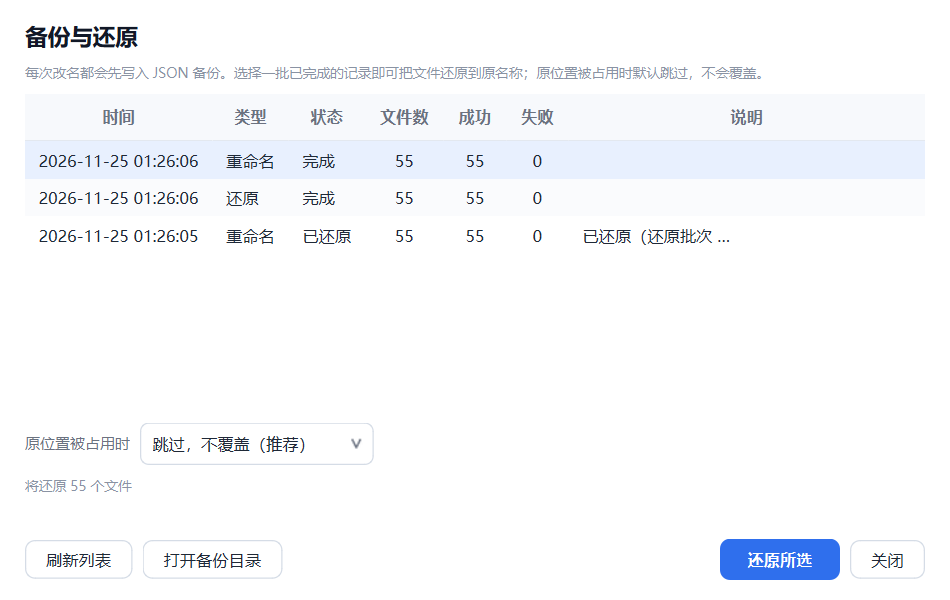 备份与还原
每次改名都会先写入 JSON 备份。选择一批已完成的记录即可把文件还原到原名称；原位置被占用时默认跳过，不会覆盖。
时间 类型 状态 文件数 成功 失败 说明
2026-11-25 01:26:06 重命名 完成 55 55 0
2026-11-25 01:26:06 还原 完成 55 55 0
2026-11-25 01:26:05 重命名 已还原 55 55 0 已还原（还原批次 ...
原位置被占用时 跳过，不覆盖（推荐）
将还原 55 个文件
刷新列表 打开备份目录 还原所选 关闭